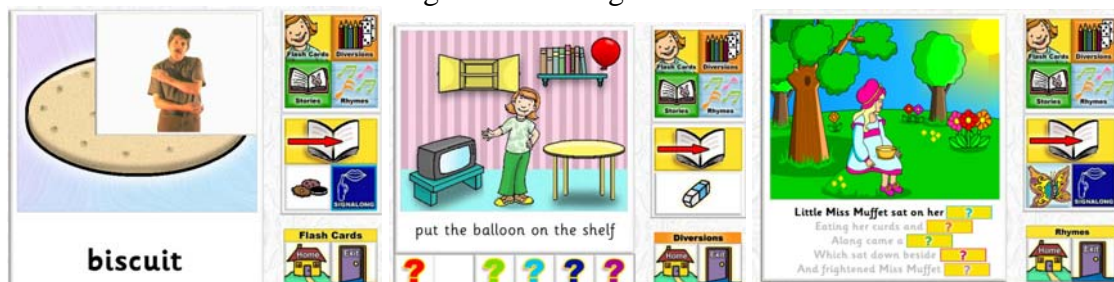 Flash Cards
Diversions
Stories
Rhymes
SIGNALONG
biscuit
Flash Cards
Home
Exit
Flash Cards
Diversions
Stories
Rhymes
put the balloon on the shelf
? ? ? ? ?
Diversions
Home
Exit
Flash Cards
Diversions
Stories
Rhymes
Little Miss Muffet sat on her ?
Eating her curds and ?
Along came a ?
Which sat down beside ?
And frightened Miss Muffet ?
SIGNALONG
Rhymes
Home
Exit